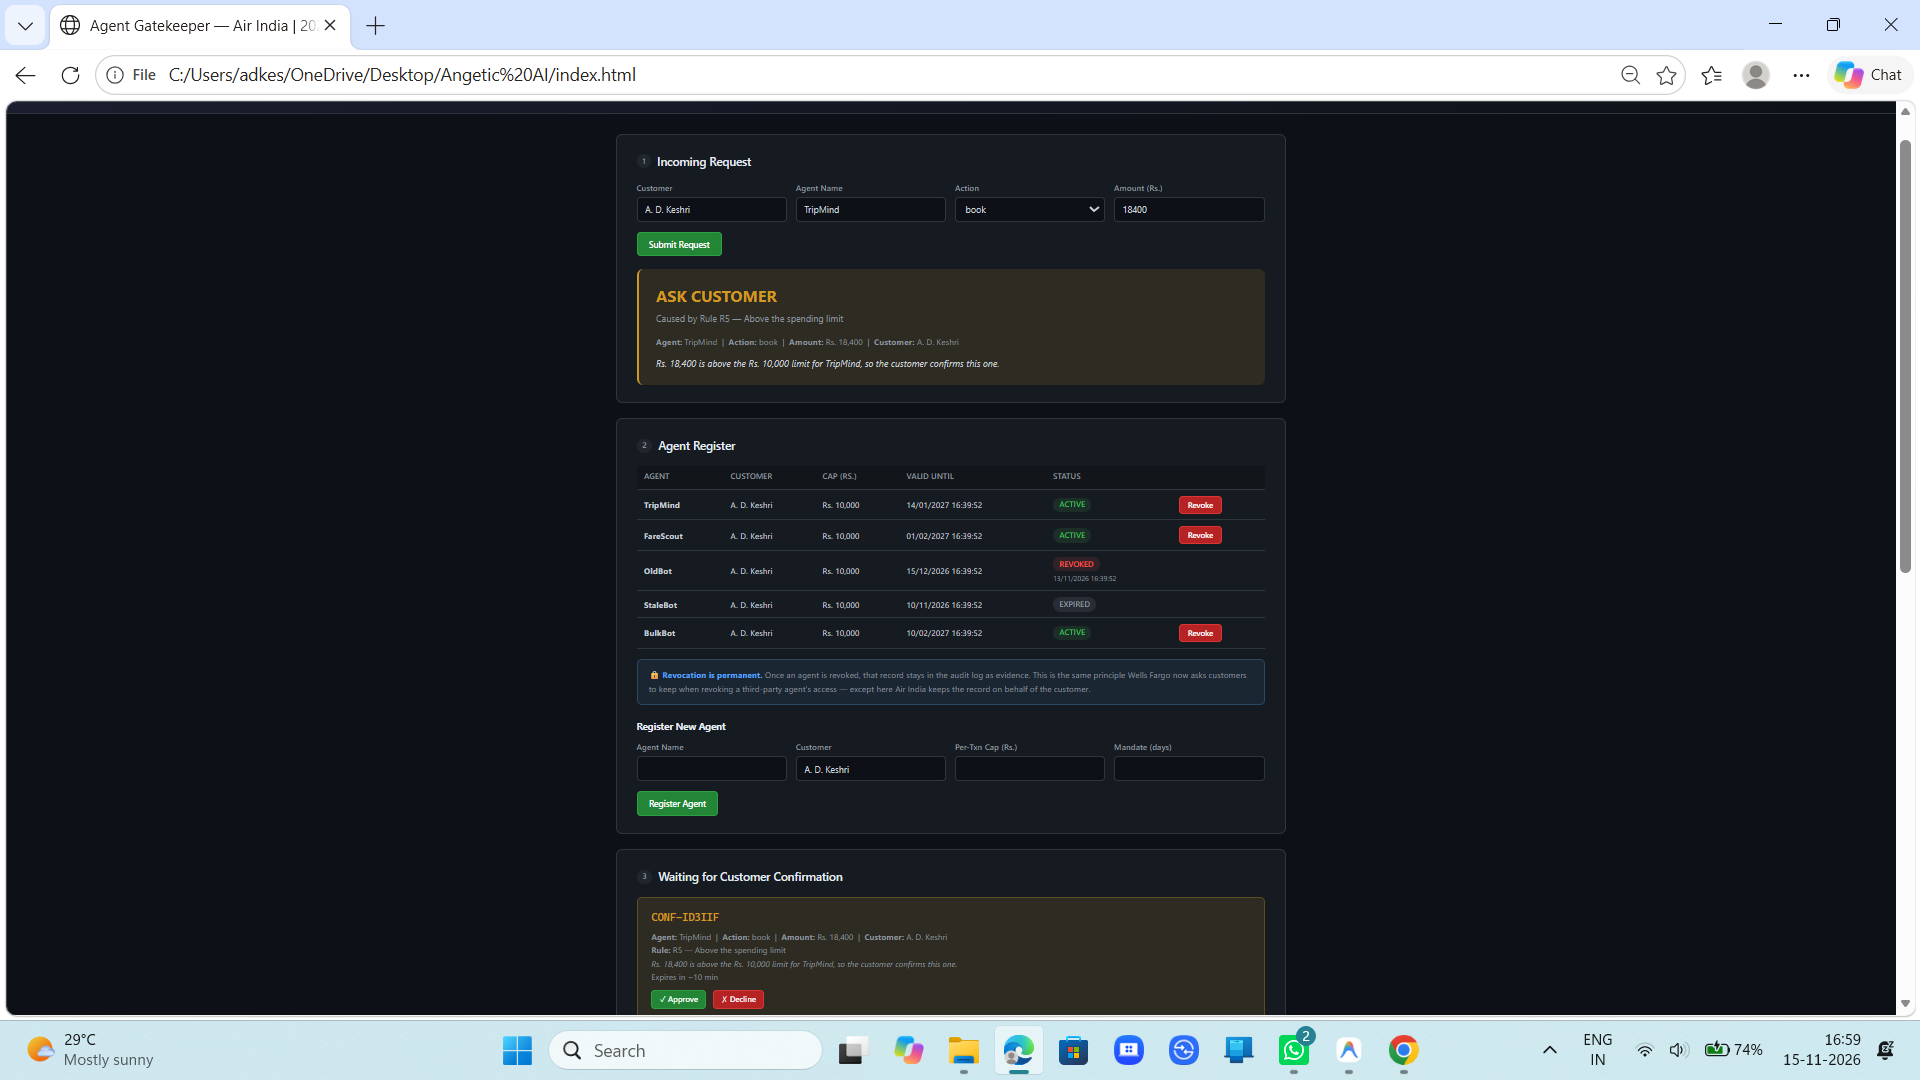 Agent Gatekeeper — Air India | 20
File C:/Users/adkes/OneDrive/Desktop/Angetic%20AI/index.html
Chat
1 Incoming Request
Customer Agent Name Action Amount (Rs.)
A. D. Keshri TripMind book 18400
Submit Request
ASK CUSTOMER
Caused by Rule R5 — Above the spending limit
Agent: TripMind | Action: book | Amount: Rs. 18,400 | Customer: A. D. Keshri
Rs. 18,400 is above the Rs. 10,000 limit for TripMind, so the customer confirms this one.
2 Agent Register
AGENT CUSTOMER CAP (RS.) VALID UNTIL STATUS
TripMind A. D. Keshri Rs. 10,000 14/01/2027 16:39:52 ACTIVE Revoke
FareScout A. D. Keshri Rs. 10,000 01/02/2027 16:39:52 ACTIVE Revoke
OldBot A. D. Keshri Rs. 10,000 15/12/2026 16:39:52 REVOKED
13/11/2026 16:39:52
StaleBot A. D. Keshri Rs. 10,000 10/11/2026 16:39:52 EXPIRED
BulkBot A. D. Keshri Rs. 10,000 10/02/2027 16:39:52 ACTIVE Revoke
🔒 Revocation is permanent. Once an agent is revoked, that record stays in the audit log as evidence. This is the same principle Wells Fargo now asks customers
to keep when revoking a third-party agent's access — except here Air India keeps the record on behalf of the customer.
Register New Agent
Agent Name Customer Per-Txn Cap (Rs.) Mandate (days)
A. D. Keshri
Register Agent
3 Waiting for Customer Confirmation
CONF-ID3IIF
Agent: TripMind | Action: book | Amount: Rs. 18,400 | Customer: A. D. Keshri
Rule: R5 — Above the spending limit
Rs. 18,400 is above the Rs. 10,000 limit for TripMind, so the customer confirms this one.
Expires in ~10 min
✓ Approve ✗ Decline
29°C
Mostly sunny
Search
2
ENG
IN
74%
16:59
15-11-2026